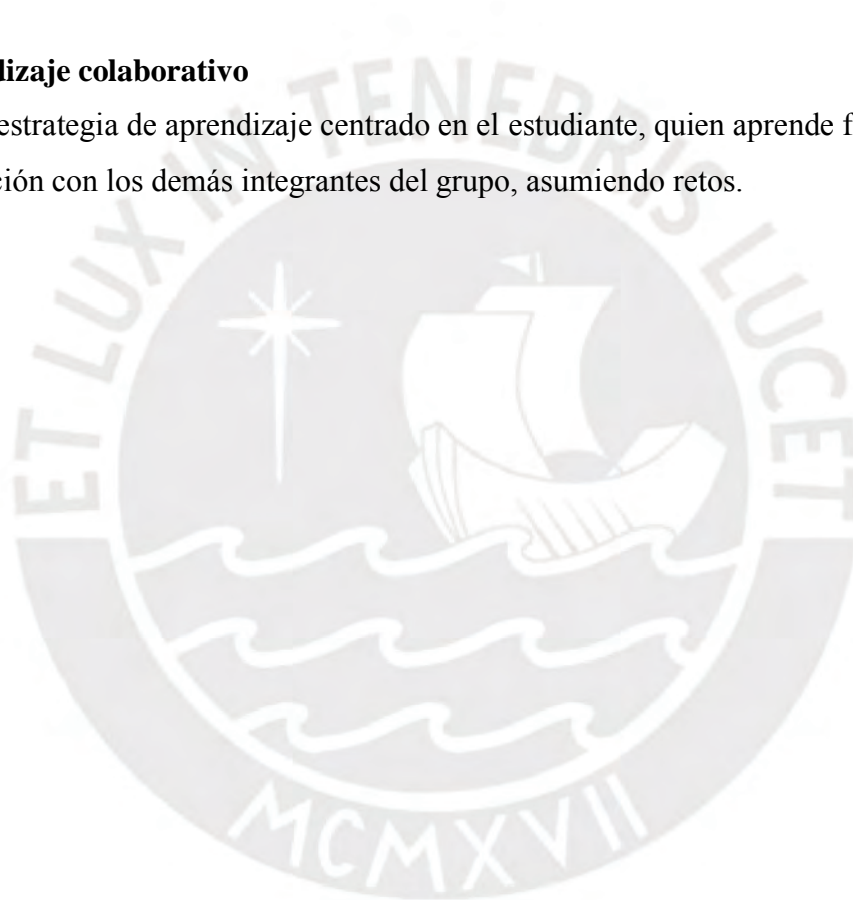 dizaje colaborativo
estrategia de aprendizaje centrado en el estudiante, quien aprende f
ción con los demás integrantes del grupo, asumiendo retos.
ET LUX IN TENEBRIS LUCET
MCMXVII